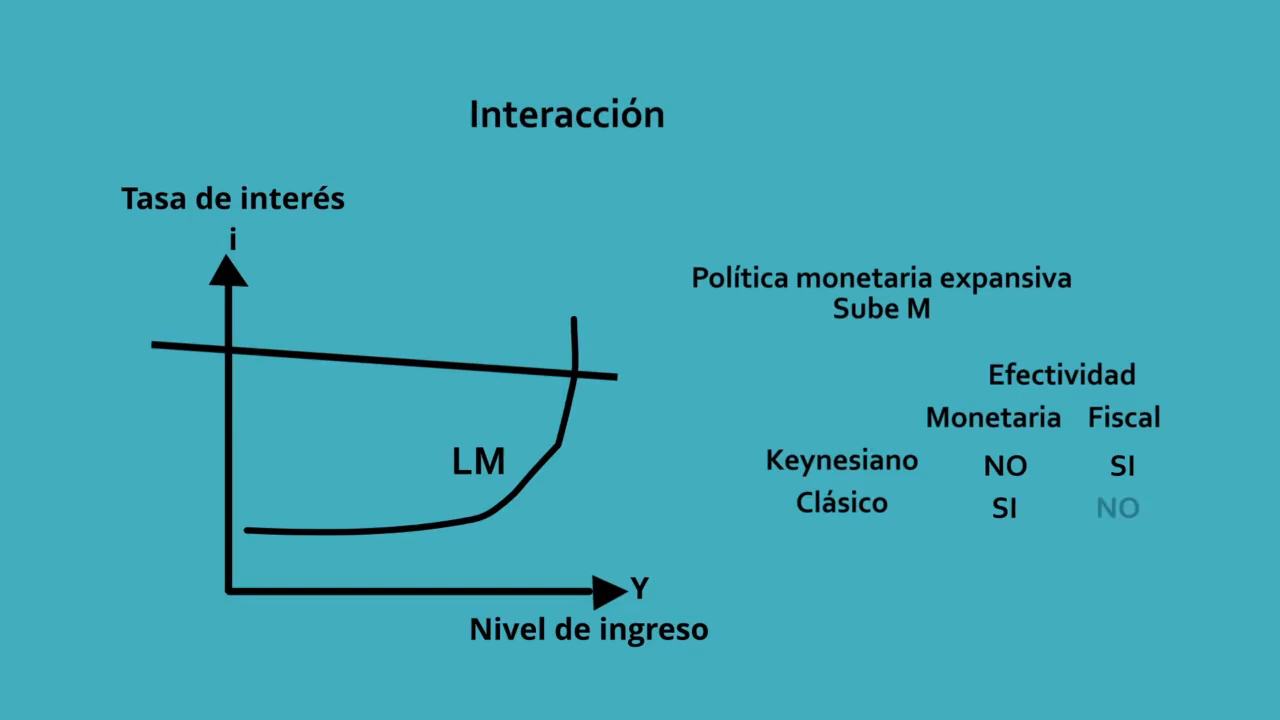 Interacción
Tasa de interés
i
Política monetaria expansiva
Sube M
Efectividad
Monetaria Fiscal
LM
Keynesiano NO SI
Clásico SI NO
Y
Nivel de ingreso